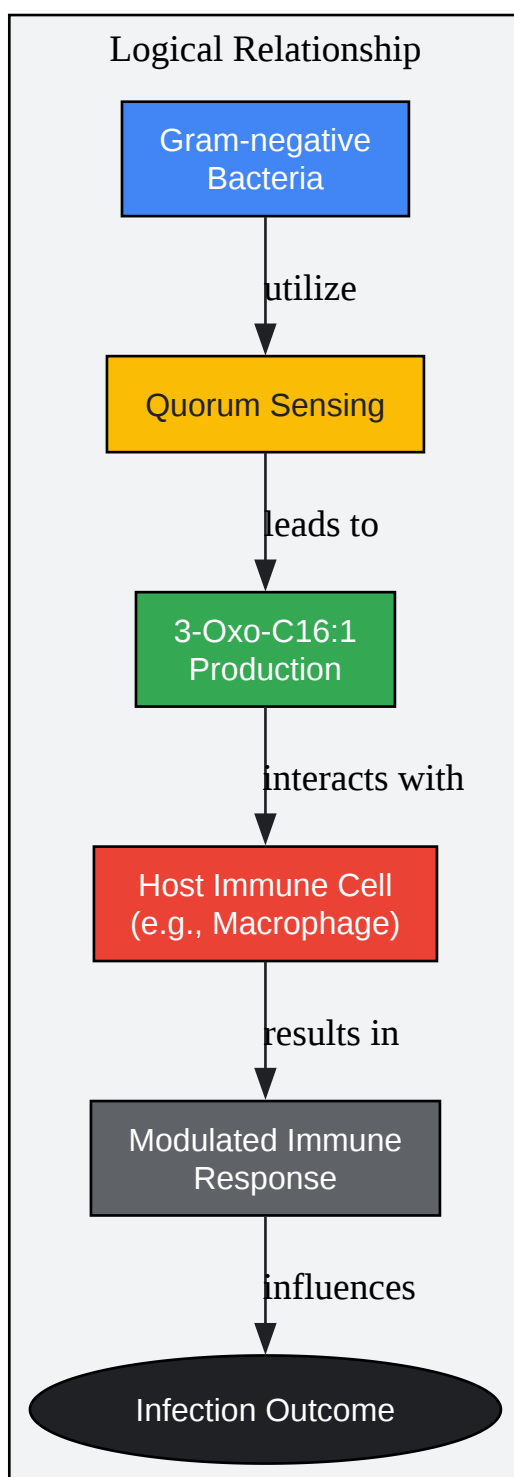 Logical Relationship
Gram-negative
Bacteria
utilize
Quorum Sensing
leads to
3-Oxo-C16:1
Production
interacts with
Host Immune Cell
(e.g., Macrophage)
results in
Modulated Immune
Response
influences
Infection Outcome